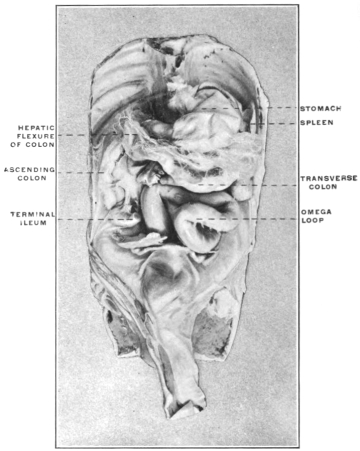 STOMACH
SPLEEN
HEPATIC
FLEXURE
OF COLON
ASCENDING
COLON
TRANSVERSE
COLON
TERMINAL
ILEUM
OMEGA
LOOP